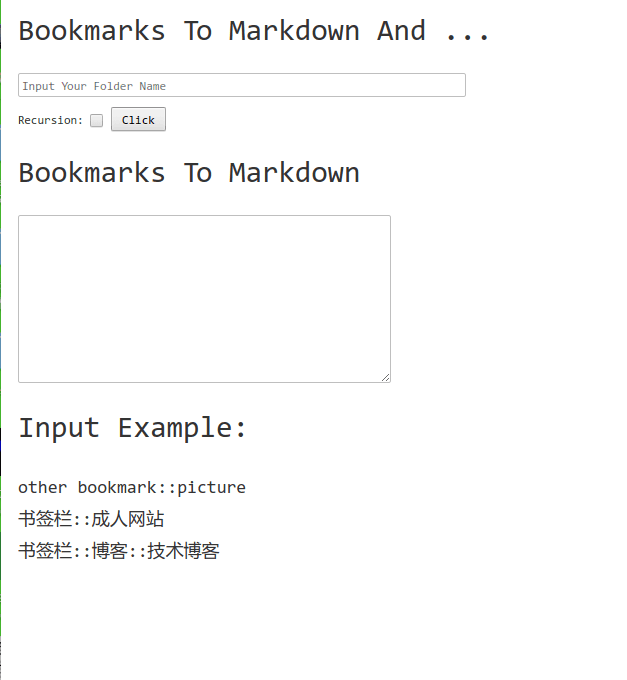 Bookmarks To Markdown And ...
Input Your Folder Name
Recursion: Click
Bookmarks To Markdown
Input Example:
other bookmark::picture
书签栏::成人网站
书签栏::博客::技术博客